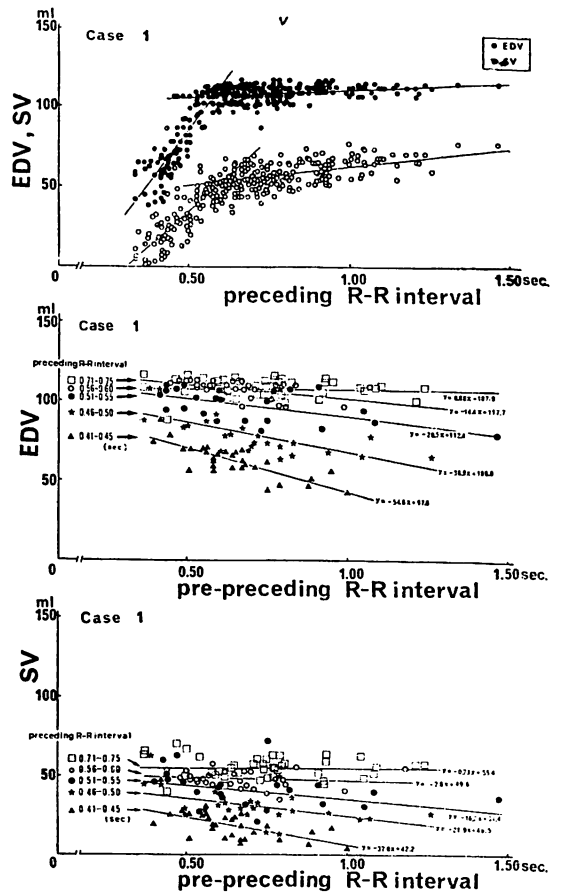 ml
150
Case 1
EDV
SV
100
50
EDV, SV
0
0.50
1.00
1.50 sec.
preceding R-R interval
ml
150
Case 1
preceding R-R interval
0.71-0.75
0.56-0.60
0.51-0.55
0.46-0.50
0.41-0.45
(sec)
100
50
EDV
0
0.50
1.00
1.50 sec.
pre-preceding R-R interval
ml
150
Case 1
SV
100
preceding R-R interval
0.71-0.75
0.56-0.60
0.51-0.55
0.46-0.50
0.41-0.45
(sec)
50
0
0.50
1.00
1.50 sec.
pre-preceding R-R interval